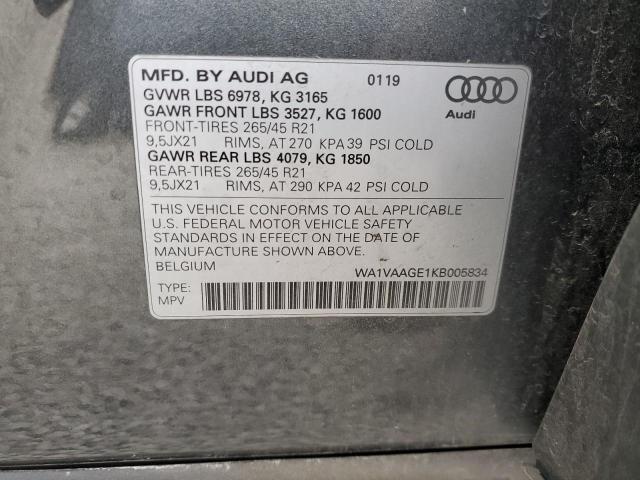 MFD. BY AUDI AG 0119
GVWR LBS 6978, KG 3165
GAWR FRONT LBS 3527, KG 1600
FRONT-TIRES 265/45 R21
9,5JX21 RIMS, AT 270 KPA 39 PSI COLD
GAWR REAR LBS 4079, KG 1850
REAR-TIRES 265/45 R21
9,5JX21 RIMS, AT 290 KPA 42 PSI COLD
Audi
THIS VEHICLE CONFORMS TO ALL APPLICABLE
U.S. FEDERAL MOTOR VEHICLE SAFETY
STANDARDS IN EFFECT ON THE DATE OF
MANUFACTURE SHOWN ABOVE.
BELGIUM WA1VAAGE1KB005834
TYPE:
MPV